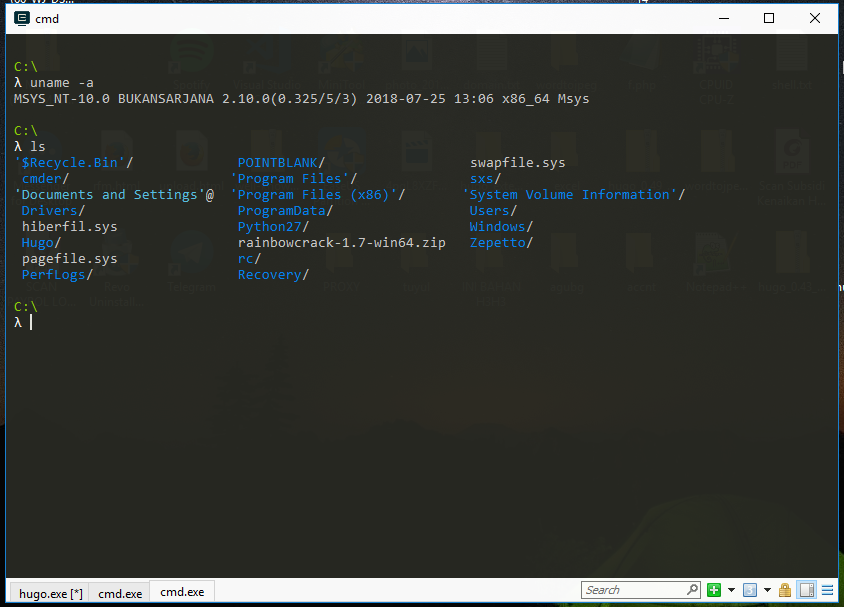 cmd
C:\
λ uname -a
MSYS_NT-10.0 BUKANSARJANA 2.10.0(0.325/5/3) 2018-07-25 13:06 x86_64 Msys
C:\
λ ls
'$Recycle.Bin'/ POINTBLANK/ swapfile.sys
cmder/ 'Program Files'/ sxs/
'Documents and Settings'@ 'Program Files (x86)'/ 'System Volume Information'/
Drivers/ ProgramData/ Users/
hiberfil.sys Python27/ Windows/
Hugo/ rainbowcrack-1.7-win64.zip Zepetto/
pagefile.sys rc/
PerfLogs/ Recovery/
C:\
λ
hugo.exe [*] cmd.exe cmd.exe Search